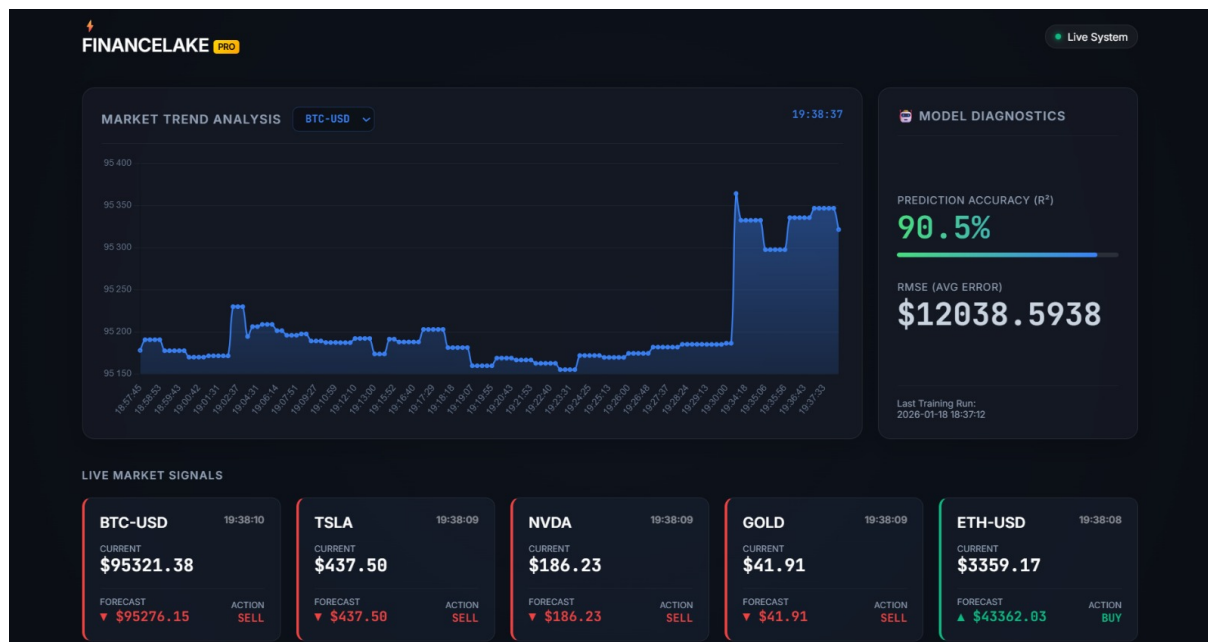 FINANCELAKE PRO
Live System
MARKET TREND ANALYSIS BTC-USD 19:38:37
95 400
95 350
95 300
95 250
95 200
95 150
18:57:45 18:58:53 18:59:43 19:00:42 19:01:31 19:02:37 19:04:31 19:06:14 19:07:51 19:09:27 19:10:59 19:12:10 19:13:00 19:15:52 19:16:40 19:17:29 19:18:18 19:19:07 19:19:55 19:20:43 19:21:53 19:22:40 19:23:31 19:24:25 19:25:13 19:26:00 19:26:48 19:27:37 19:28:24 19:29:13 19:30:00 19:34:18 19:35:06 19:35:56 19:36:43 19:37:33
MODEL DIAGNOSTICS
PREDICTION ACCURACY (R²)
90.5%
RMSE (AVG ERROR)
$12038.5938
Last Training Run:
2026-01-18 18:37:12
LIVE MARKET SIGNALS
BTC-USD 19:38:10
CURRENT
$95321.38
FORECAST ACTION
▼ $95276.15 SELL
TSLA 19:38:09
CURRENT
$437.50
FORECAST ACTION
▼ $437.50 SELL
NVDA 19:38:09
CURRENT
$186.23
FORECAST ACTION
▼ $186.23 SELL
GOLD 19:38:09
CURRENT
$41.91
FORECAST ACTION
▼ $41.91 SELL
ETH-USD 19:38:08
CURRENT
$3359.17
FORECAST ACTION
▲ $43362.03 BUY